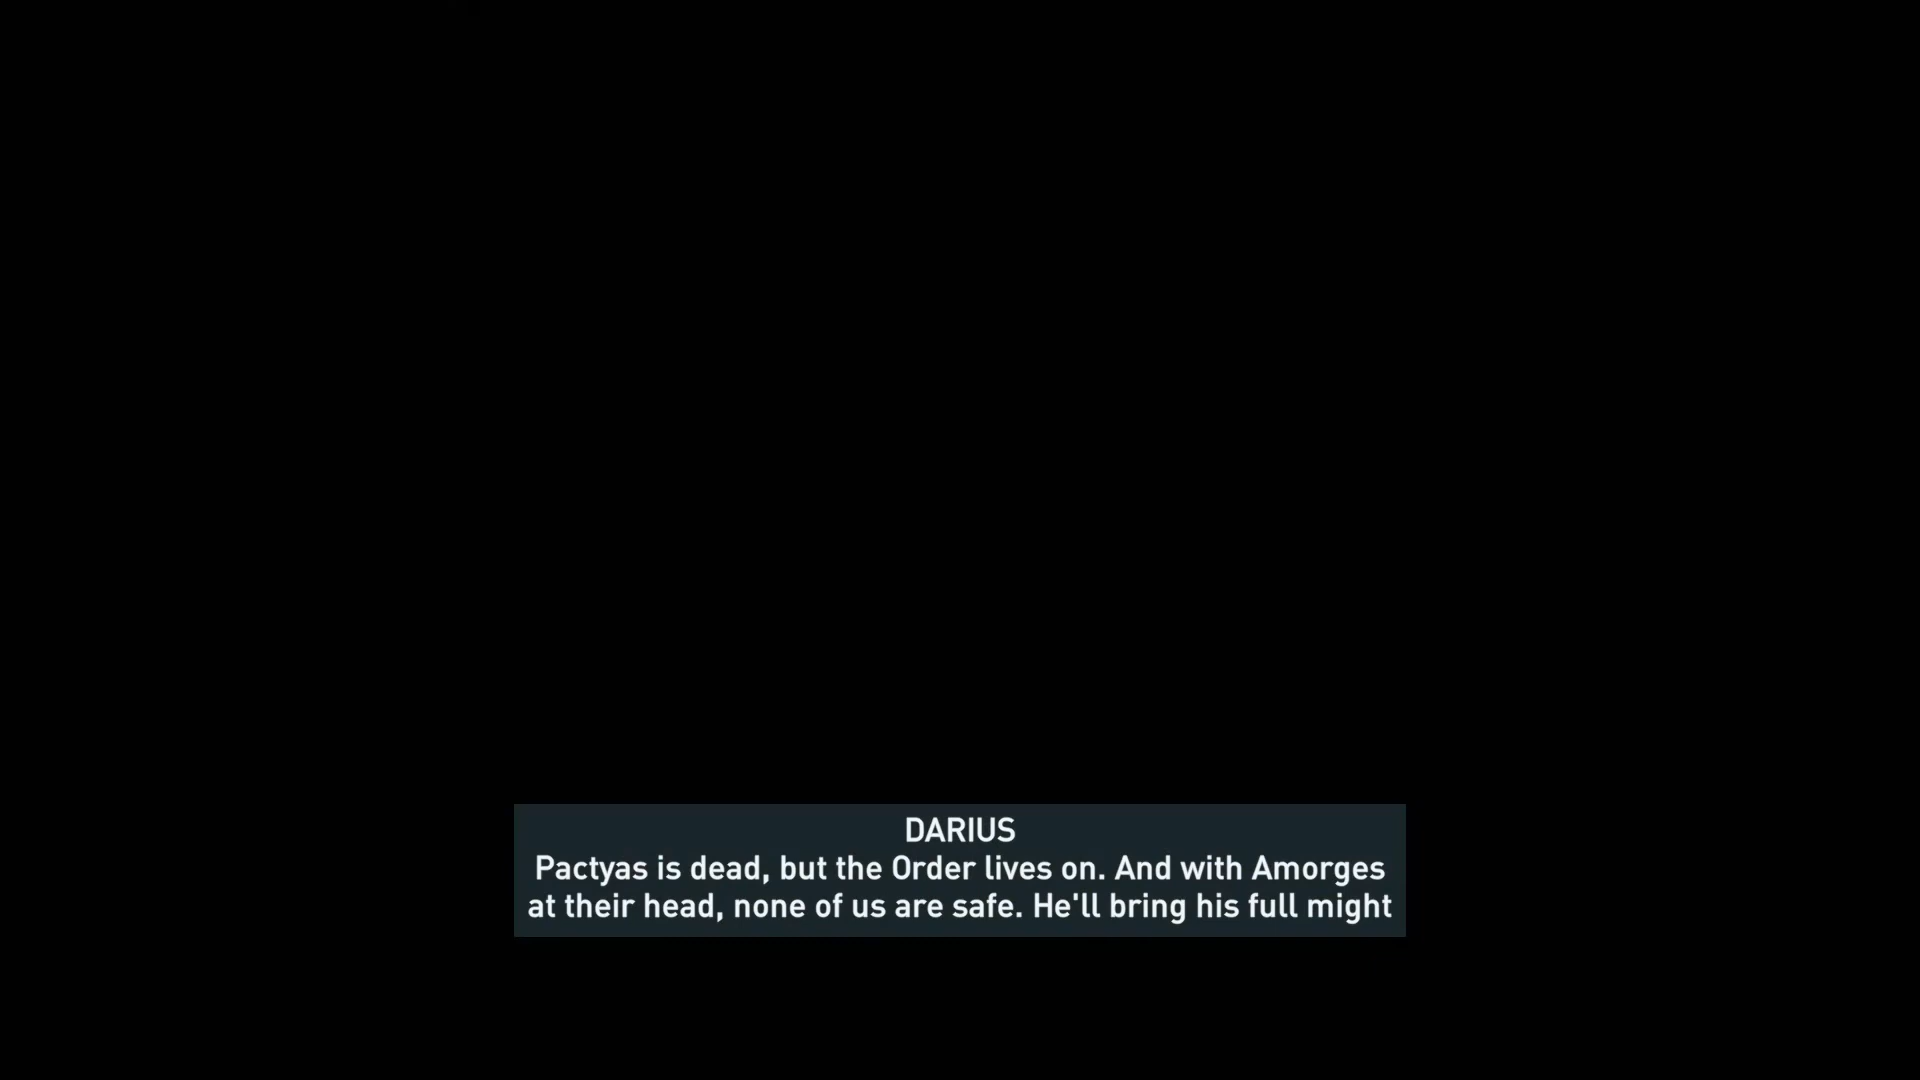 DARIUS
Pactyas is dead, but the Order lives on. And with Amorges
at their head, none of us are safe. He'll bring his full might